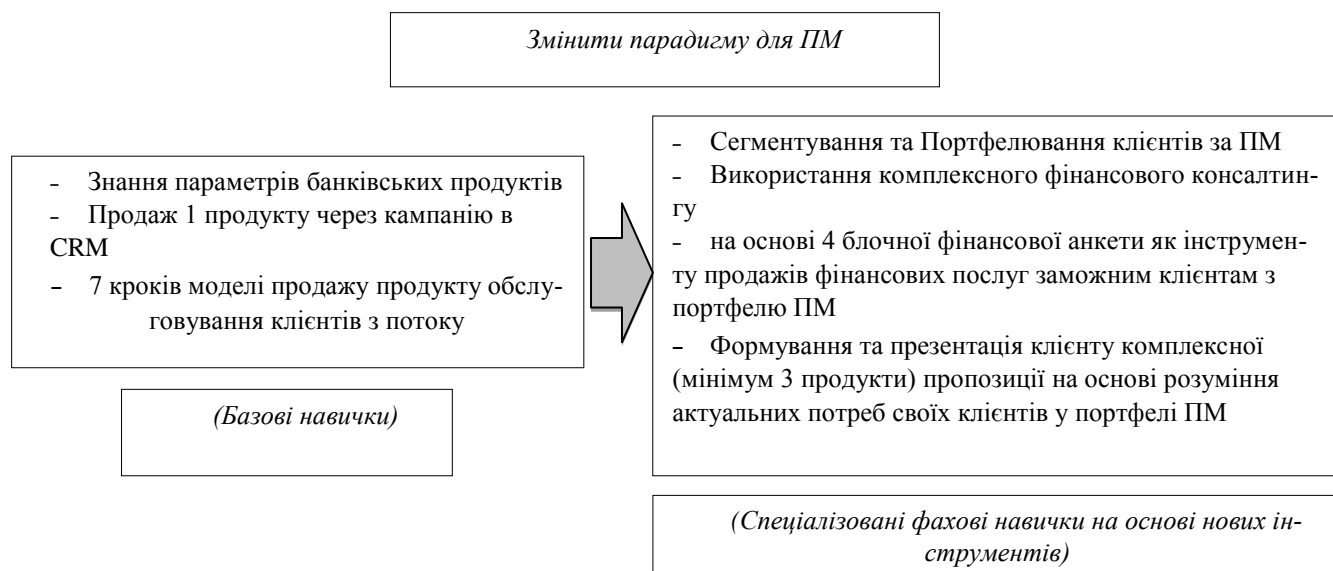 Змінити парадигму для ПМ
- Знання параметрів банківських продуктів
- Продаж 1 продукту через кампанію в
CRM
- 7 кроків моделі продажу продукту обслу-
говування клієнтів з потоку
(Базові навички)
- Сегментування та Портфелювання клієнтів за ПМ
- Використання комплексного фінансового консалтин-
гу
- на основі 4 блочної фінансової анкети як інструмен-
ту продажів фінансових послуг заможним клієнтам з
портфелю ПМ
- Формування та презентація клієнту комплексної
(мінімум 3 продукти) пропозиції на основі розуміння
актуальних потреб своїх клієнтів у портфелі ПМ
(Спеціалізовані фахові навички на основі нових ін-
струментів)